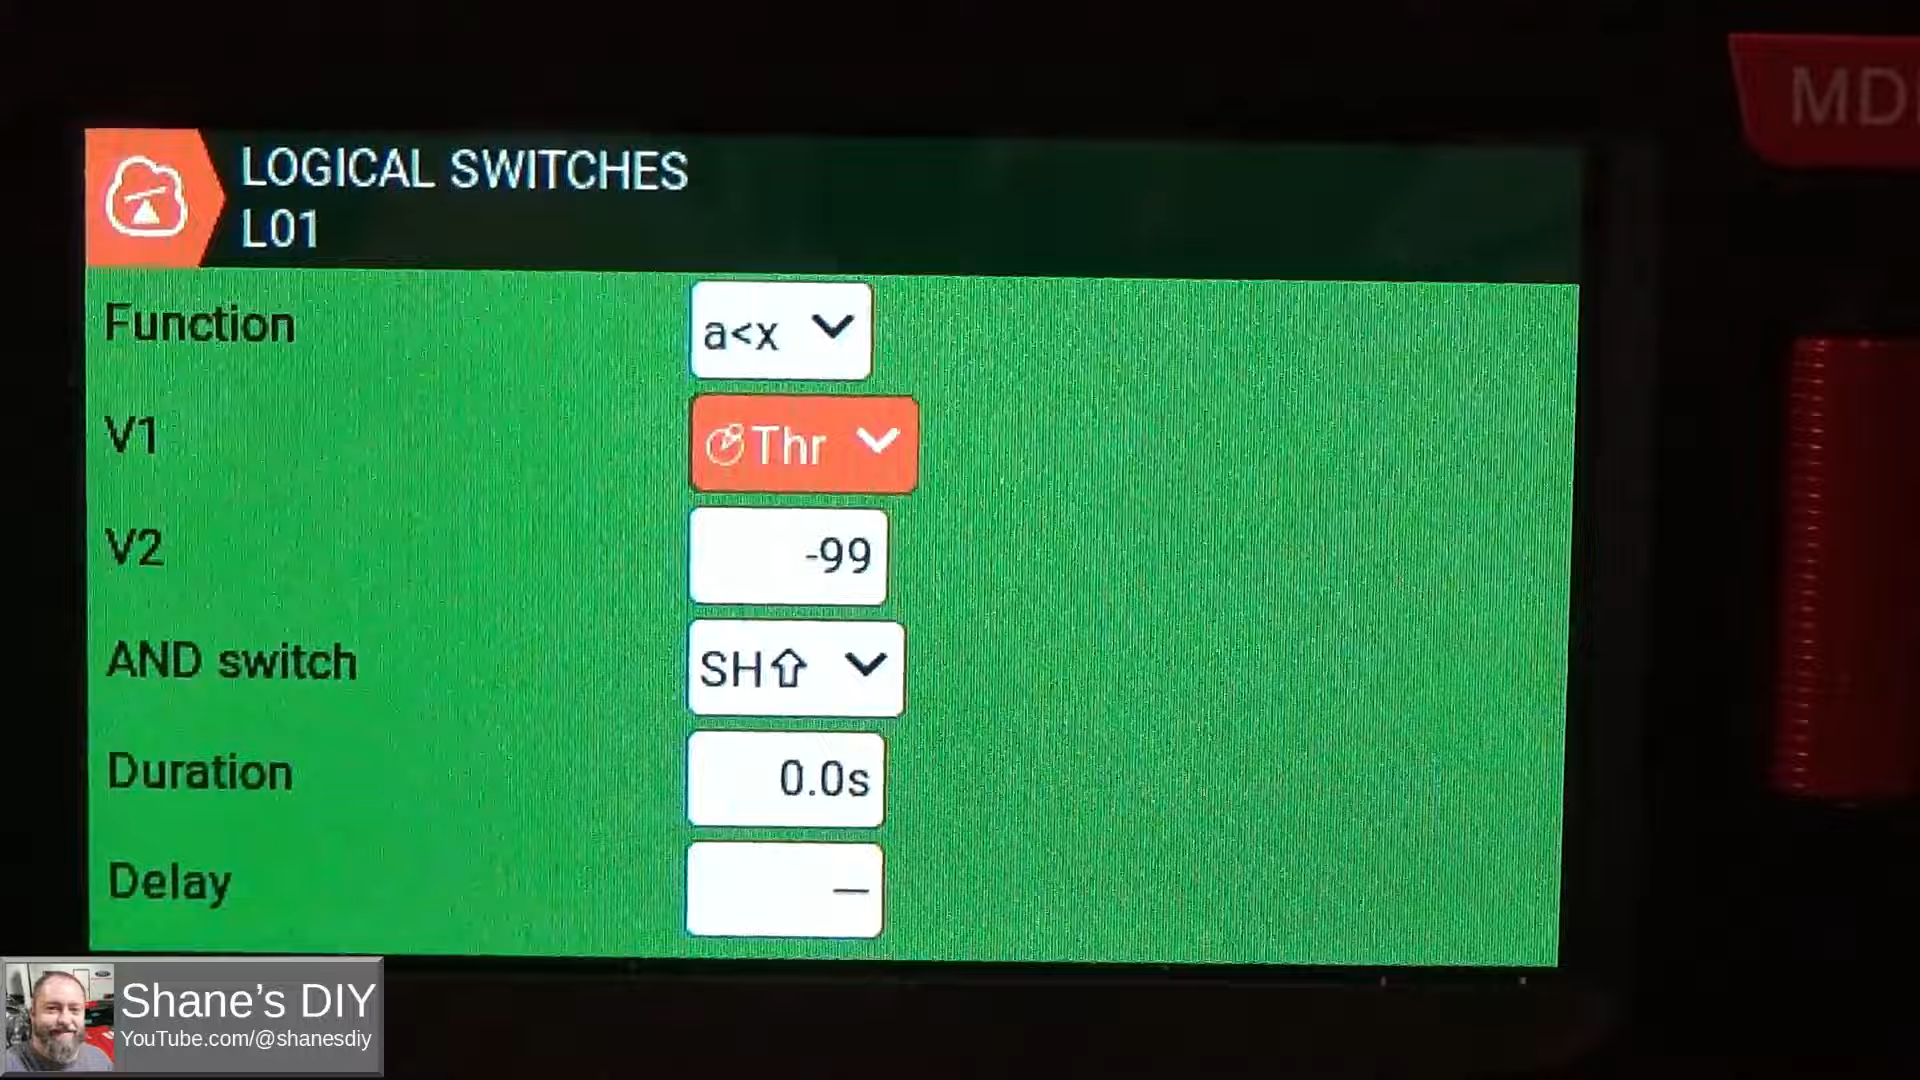 MD
LOGICAL SWITCHES
L01
Function a<x
V1 Thr
V2 -99
AND switch SH⇧
Duration 0.0s
Delay —
Shane’s DIY
YouTube.com/@shanesdiy